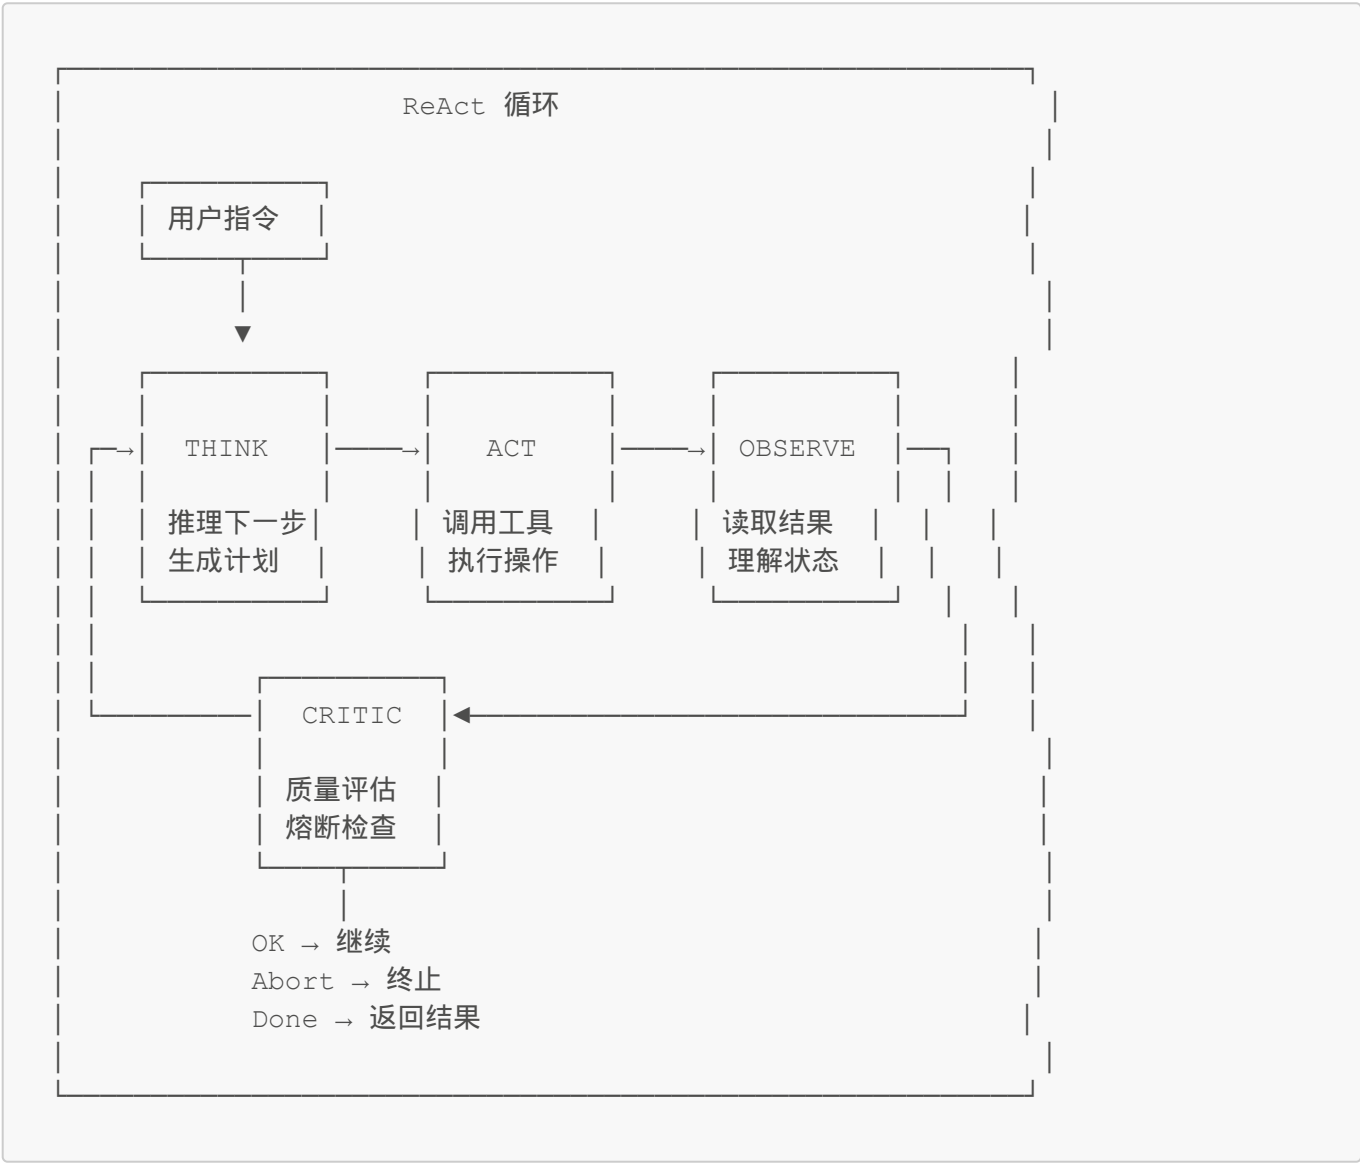 ReAct 循环
用户指令
THINK ACT OBSERVE
推理下一步 调用工具 读取结果
生成计划 执行操作 理解状态
CRITIC
质量评估
熔断检查
OK → 继续
Abort → 终止
Done → 返回结果